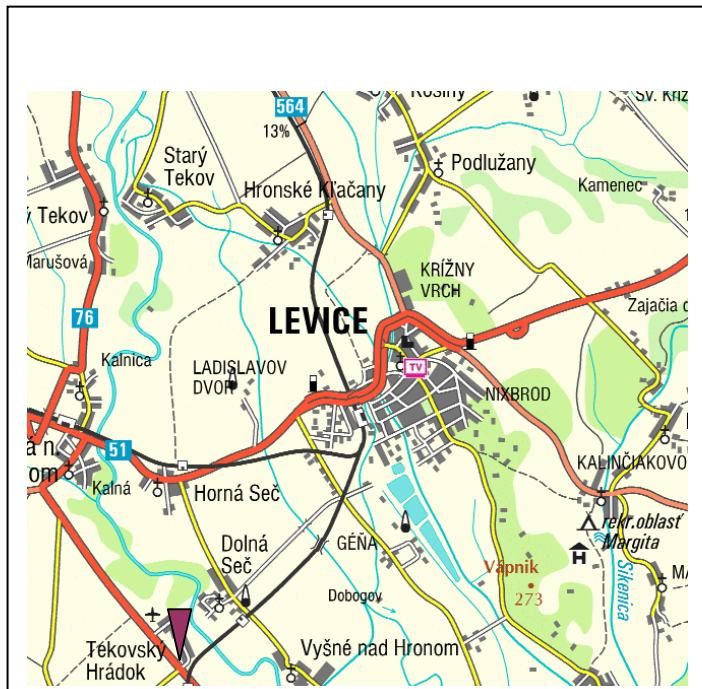 564
13%
Starý
Tekov
Hronské Kľačany
Podlužany
Kamenec
Tekov
Marušová
KRÍŽNY
VRCH
LEVICE
76
Zajačia
Kalnica
LADISLAVOV
DVOR
TV
NIXBROD
51
Kalná
Horná Seč
KALINČIAKOVO
rekr.oblasť
Margita
Dolná
Seč
GÉŇA
H
Vápnik
273
Sikenica
Dobogov
Tekovský
Hrádok
Vyšné nad Hronom